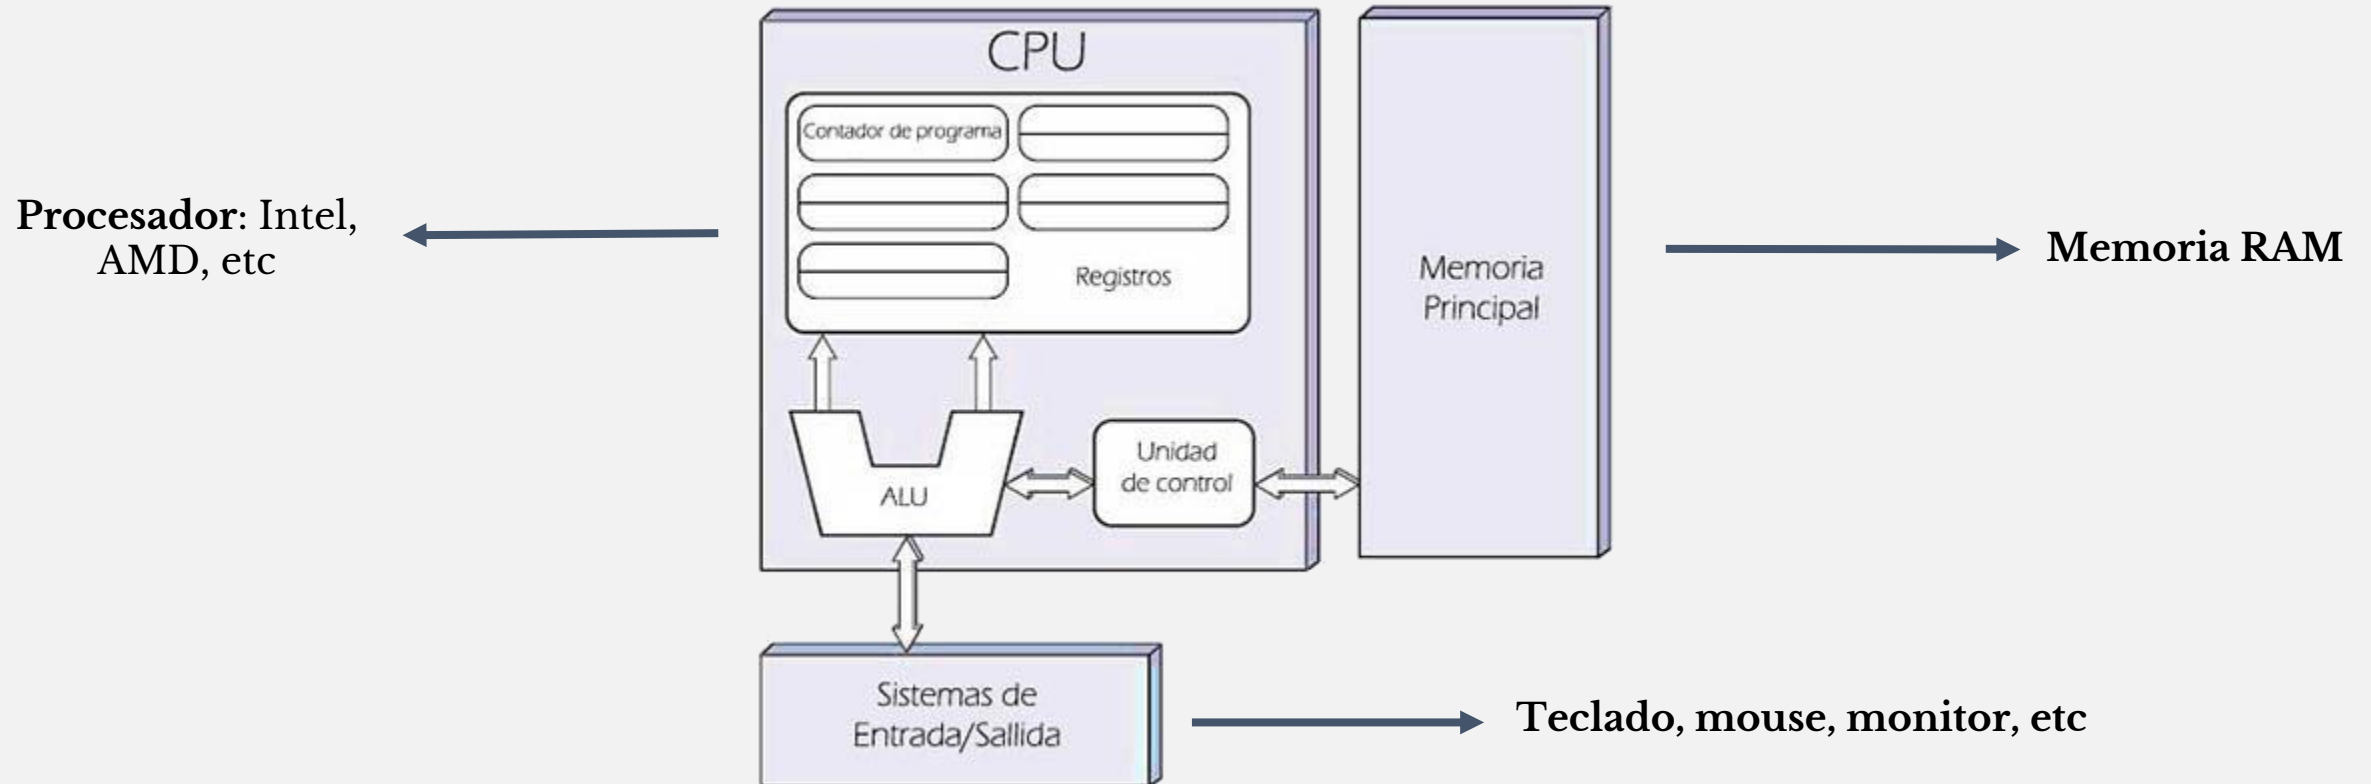 CPU
Contador de programa
Registros
Procesador: Intel,
AMD, etc
Memoria
Principal
Memoria RAM
ALU
Unidad
de control
Sistemas de
Entrada/Sallida
Teclado, mouse, monitor, etc